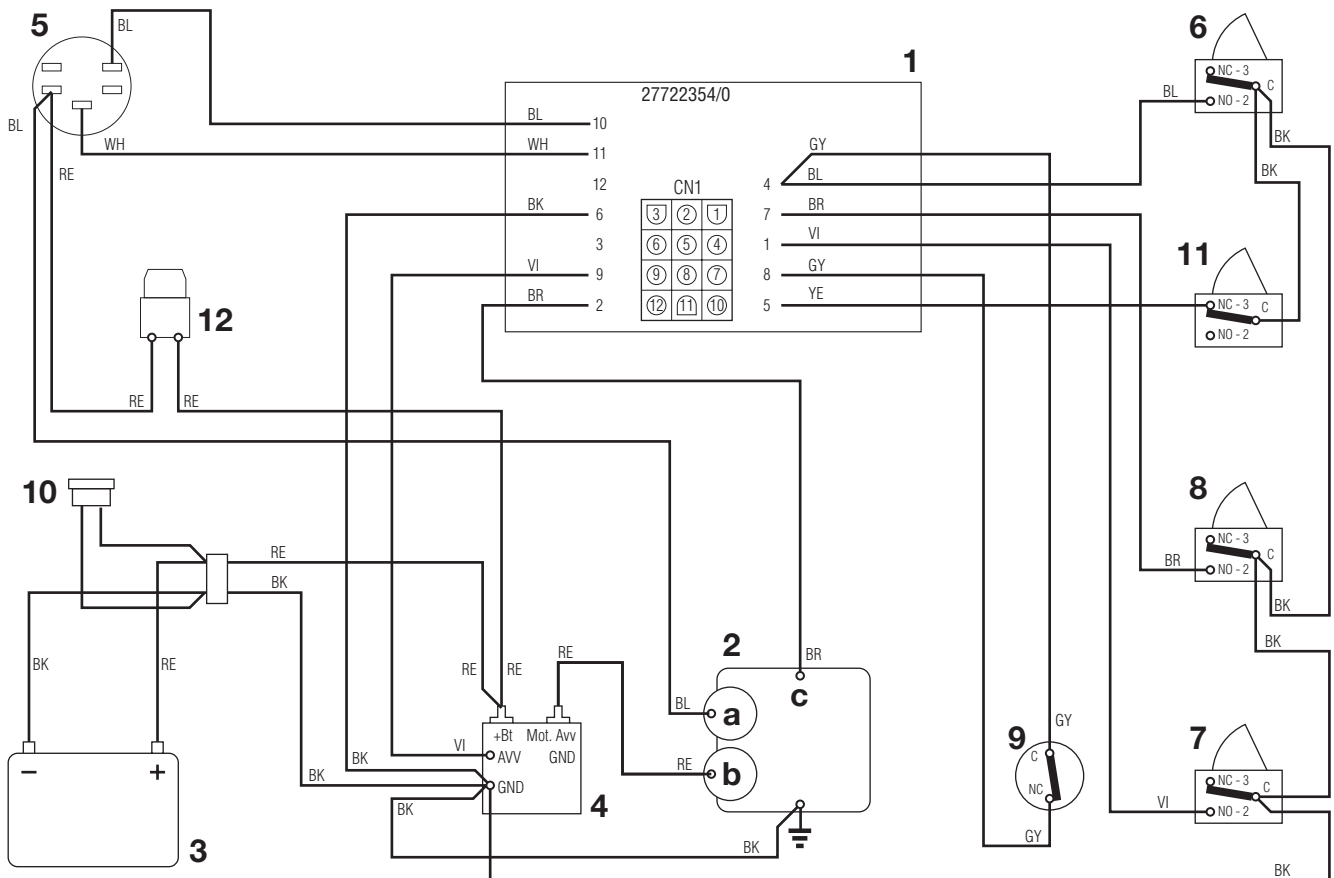 5
BL
BL
WH
RE
12
RE
RE
10
RE
BK
BK
RE
–
+
3
1
27722354/0
BL
10
WH
11
12
BK
6
3
VI
9
BR
2
CN1
3 2 1
6 5 4
9 8 7
12 11 10
GY
4
BL
7
BR
1
VI
8
GY
5
YE
6
NC - 3
C
NO - 2
BL
BK
BK
11
NC - 3
C
NO - 2
8
NC - 3
C
NO - 2
BR
BK
BK
7
NC - 3
C
NO - 2
VI
BK
9
C
NC
GY
GY
2
BR
c
BL
a
RE
b
BK
RE
RE
RE
+Bt
Mot. Avv
AVV
GND
GND
4
VI
BK
BK
BK